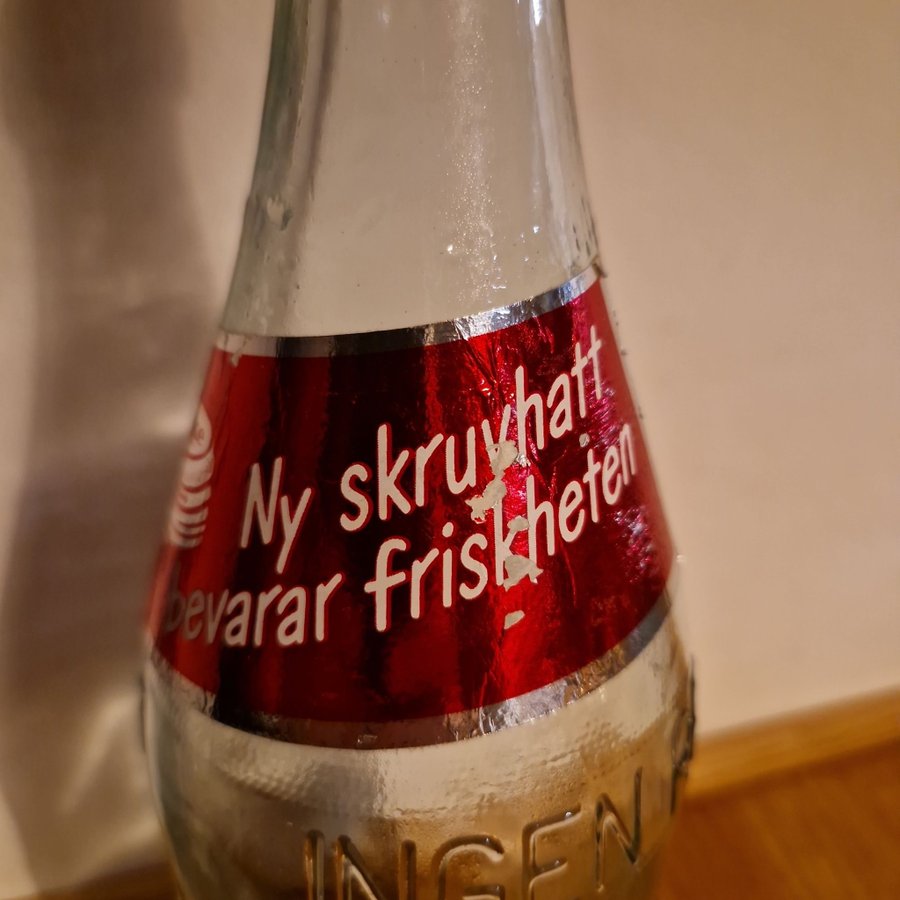 Ny skruvhatt
bevarar friskheten
INGEN